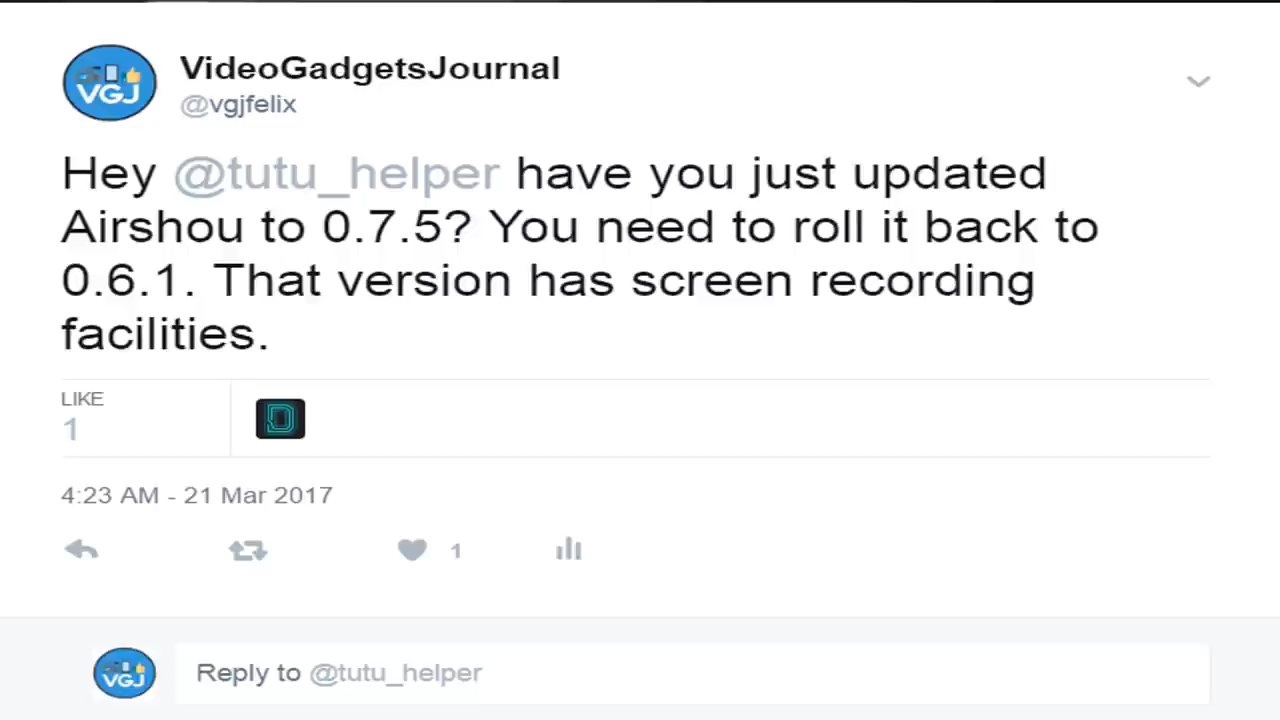 VideoGadgetsJournal
@vgjfelix
VGJ
Hey @tutu_helper have you just updated
Airshou to 0.7.5? You need to roll it back to
0.6.1. That version has screen recording
facilities.
LIKE
1
D
4:23 AM - 21 Mar 2017
1
VGJ
Reply to @tutu_helper